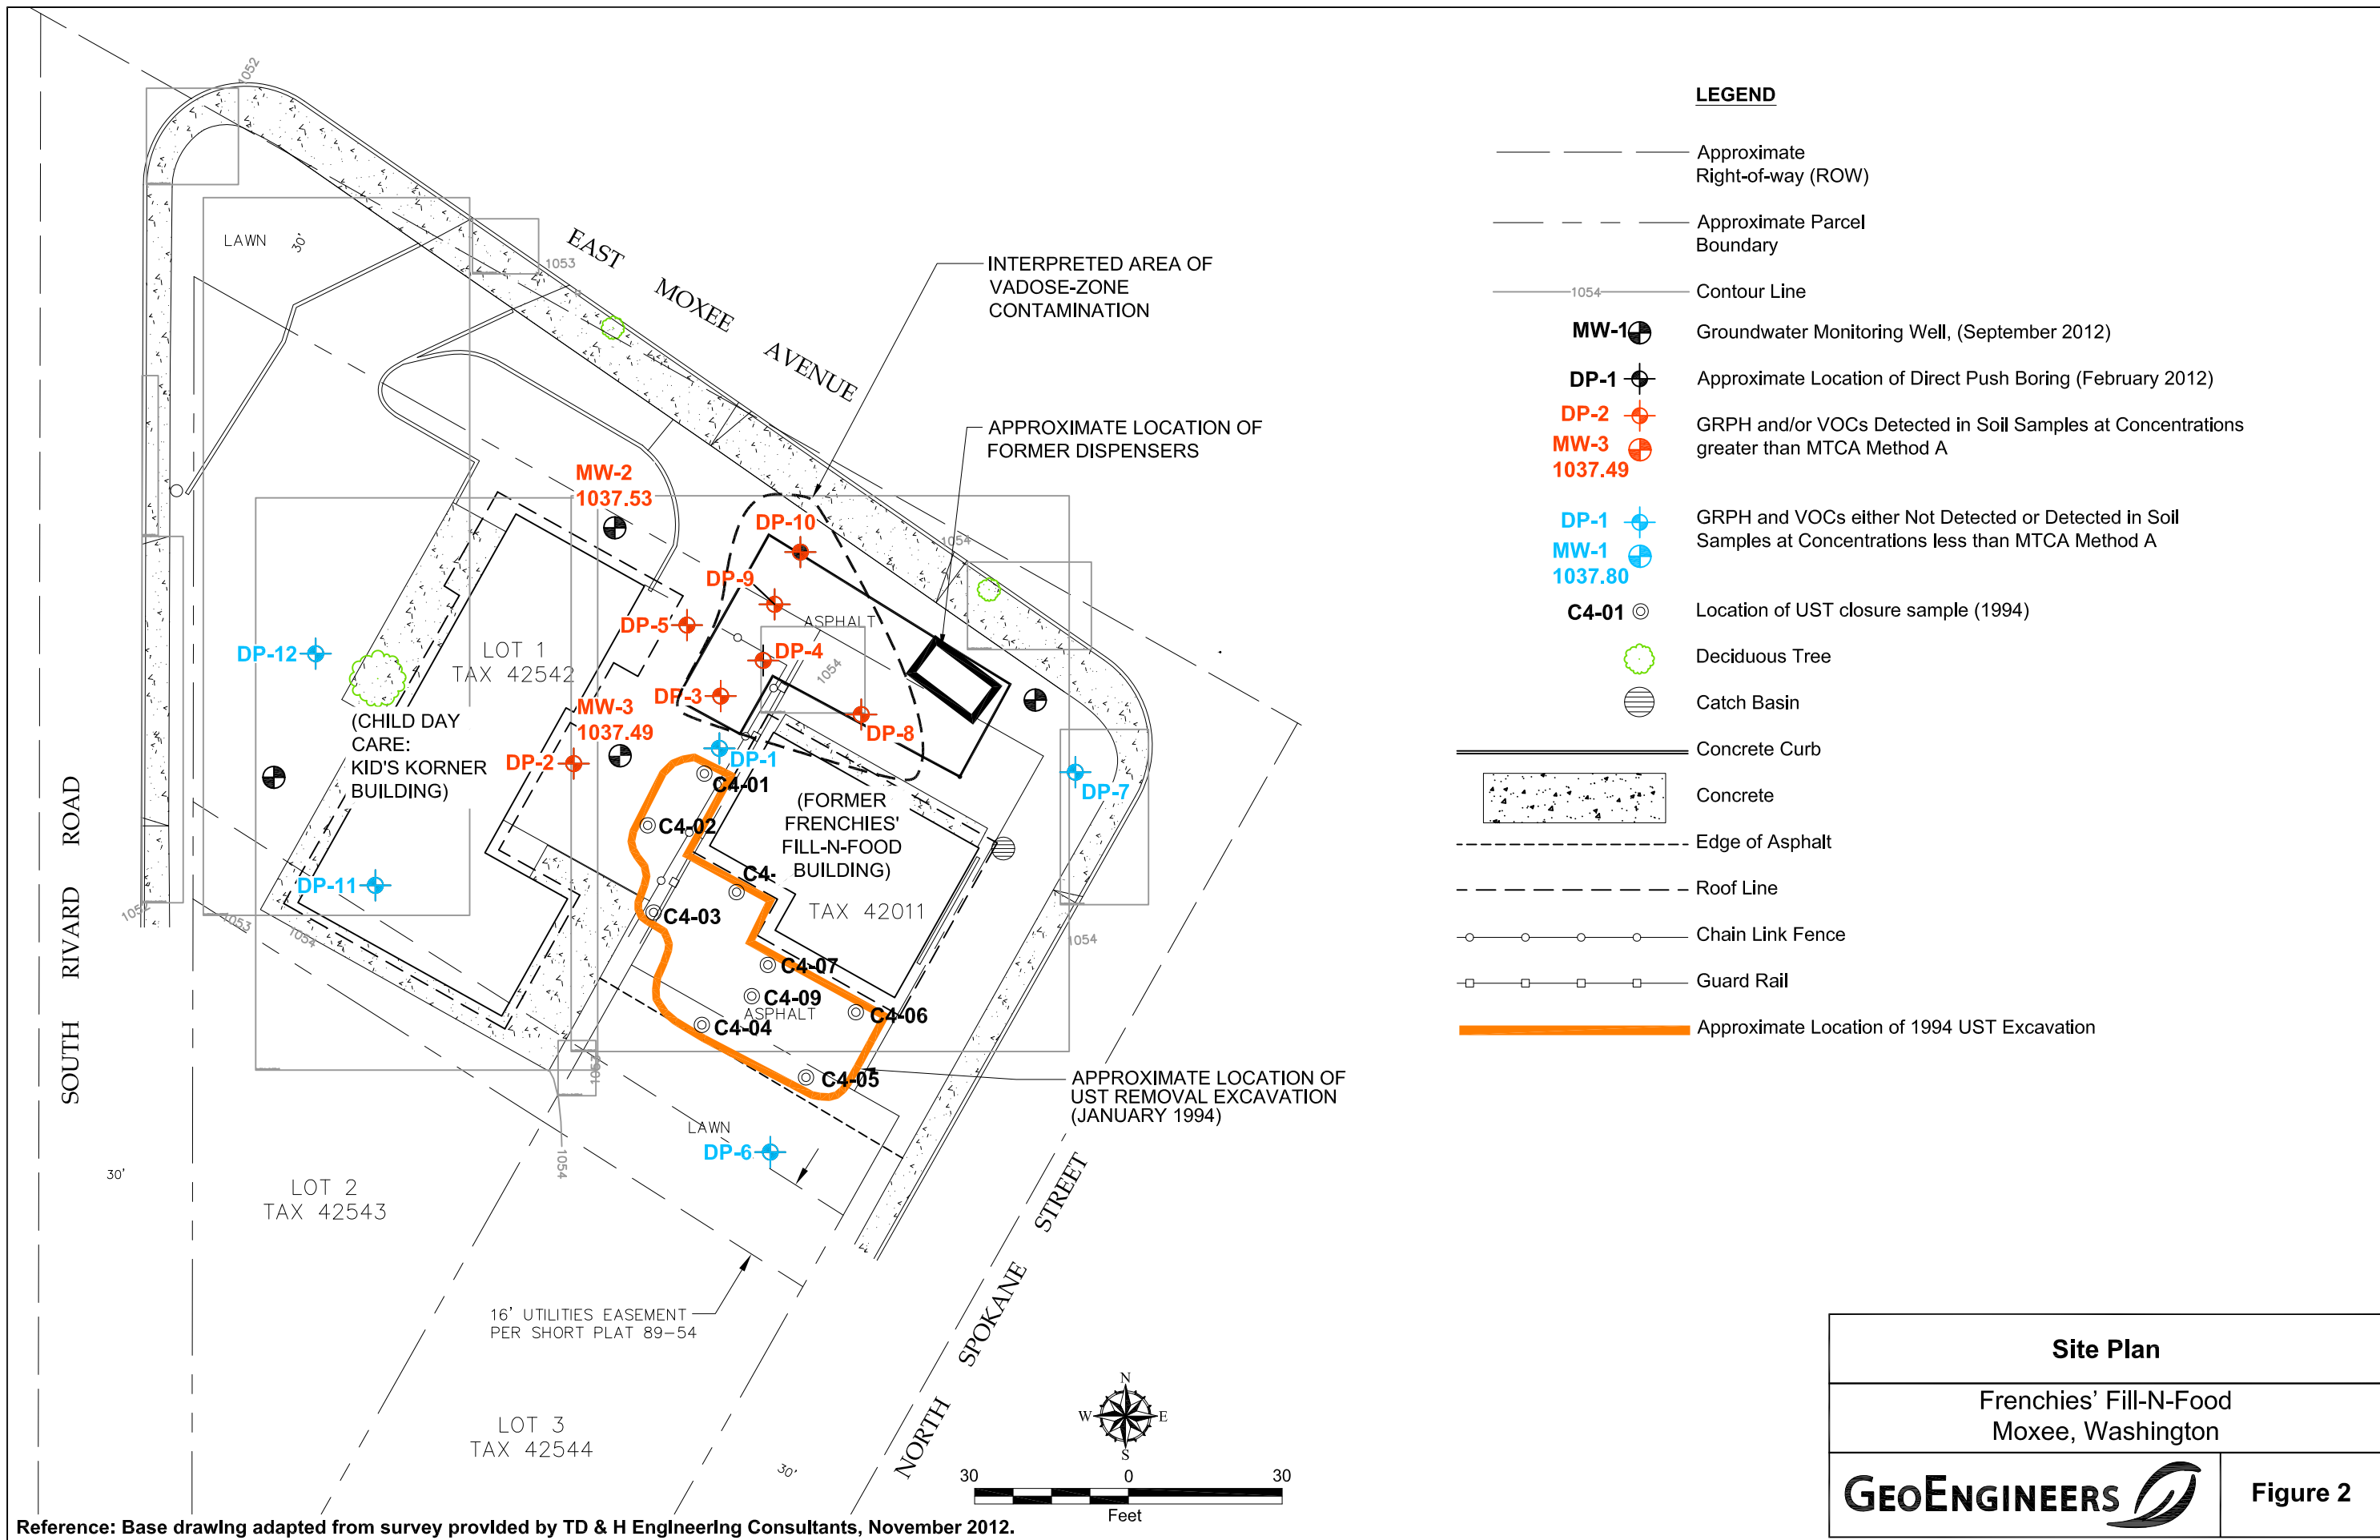 1052
LAWN
30'
EAST MOXEE AVENUE
1053
INTERPRETED AREA OF
VADOSE-ZONE
CONTAMINATION
APPROXIMATE LOCATION OF
FORMER DISPENSERS
MW-2
1037.53
DP-10
1054
DP-9
ASPHALT
DP-5
DP-4
1054
DP-12
LOT 1
TAX 42542
DP-3
MW-3
1037.49
DP-8
(CHILD DAY
CARE:
KID'S KORNER
BUILDING)
DP-2
DP-1
DP-7
C4-01
(FORMER
FRENCHIES'
FILL-N-FOOD
BUILDING)
C4-02
C4-
DP-11
TAX 42011
C4-03
1052
1053
1054
1054
C4-07
C4-09
ASPHALT
C4-06
C4-04
C4-05
1053
APPROXIMATE LOCATION OF
UST REMOVAL EXCAVATION
(JANUARY 1994)
LAWN
DP-6
1054
SOUTH RIVARD ROAD
30'
LOT 2
TAX 42543
16' UTILITIES EASEMENT
PER SHORT PLAT 89-54
NORTH SPOKANE STREET
LOT 3
TAX 42544
30'
N
W E
S
30 0 30
Feet
Reference: Base drawing adapted from survey provided by TD & H Engineering Consultants, November 2012.
LEGEND
Approximate
Right-of-way (ROW)
Approximate Parcel
Boundary
1054
Contour Line
MW-1
Groundwater Monitoring Well, (September 2012)
DP-1
Approximate Location of Direct Push Boring (February 2012)
DP-2
MW-3
1037.49
GRPH and/or VOCs Detected in Soil Samples at Concentrations
greater than MTCA Method A
DP-1
MW-1
1037.80
GRPH and VOCs either Not Detected or Detected in Soil
Samples at Concentrations less than MTCA Method A
C4-01
Location of UST closure sample (1994)
Deciduous Tree
Catch Basin
Concrete Curb
Concrete
Edge of Asphalt
Roof Line
Chain Link Fence
Guard Rail
Approximate Location of 1994 UST Excavation
Site Plan
Frenchies' Fill-N-Food
Moxee, Washington
GEOENGINEERS
Figure 2